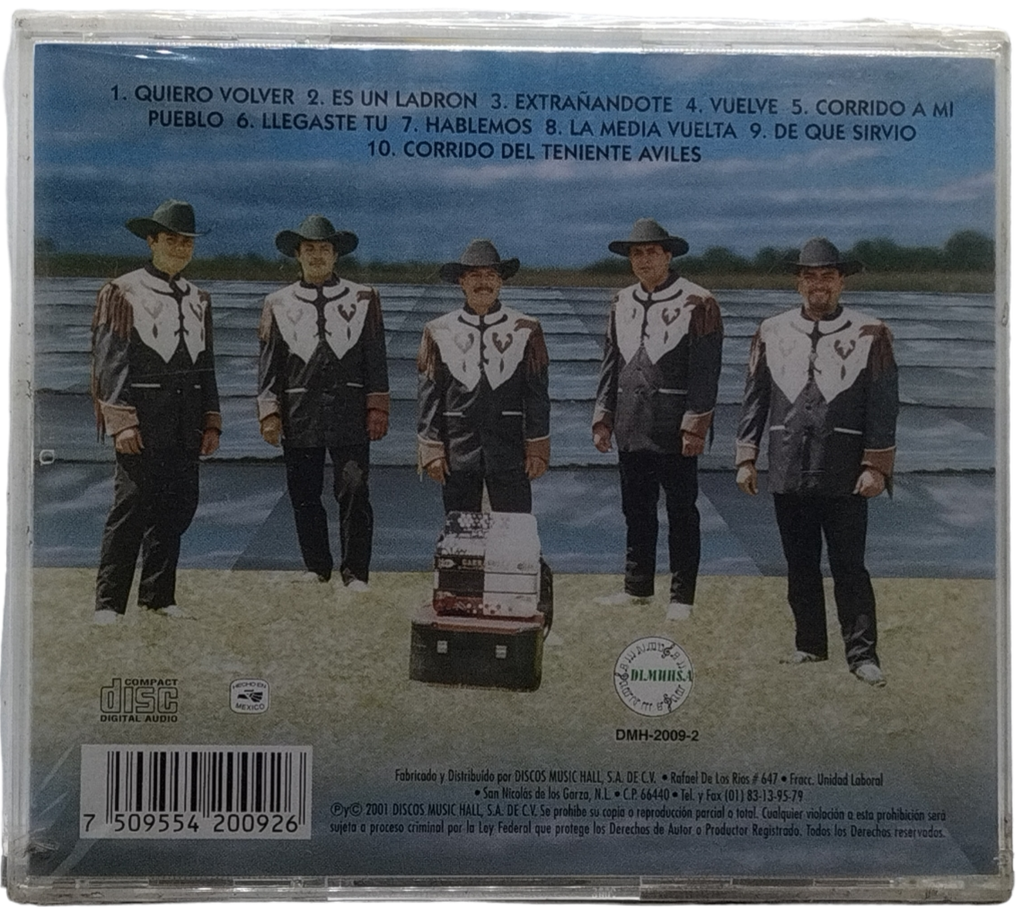 1. QUIERO VOLVER 2. ES UN LADRON 3. EXTRAÑANDOTE 4. VUELVE 5. CORRIDO A MI
PUEBLO 6. LLEGASTE TU 7. HABLEMOS 8. LA MEDIA VUELTA 9. DE QUE SIRVIO
10. CORRIDO DEL TENIENTE AVILES
DLMUHSA
COMPACT
disc
DIGITAL AUDIO
HECHO EN
MEXICO
DMH-2009-2
Fabricado y Distribuido por DISCOS MUSIC HALL, S.A. DE C.V. • Rafael De Los Ríos # 647 • Fracc. Unidad Laboral
• San Nicolás de los Garza, N.L. • C.P. 66440 • Tel. y Fax (01) 83-13-95-79
Ⓟy© 2001 DISCOS MUSIC HALL, S.A. DE C.V. Se prohibe su copia o reproducción parcial o total. Cualquier violación a esta prohibición será
sujeta a proceso criminal por la Ley Federal que protege los Derechos de Autor o Productor Registrado. Todos los Derechos reservados.
7 509554 200926